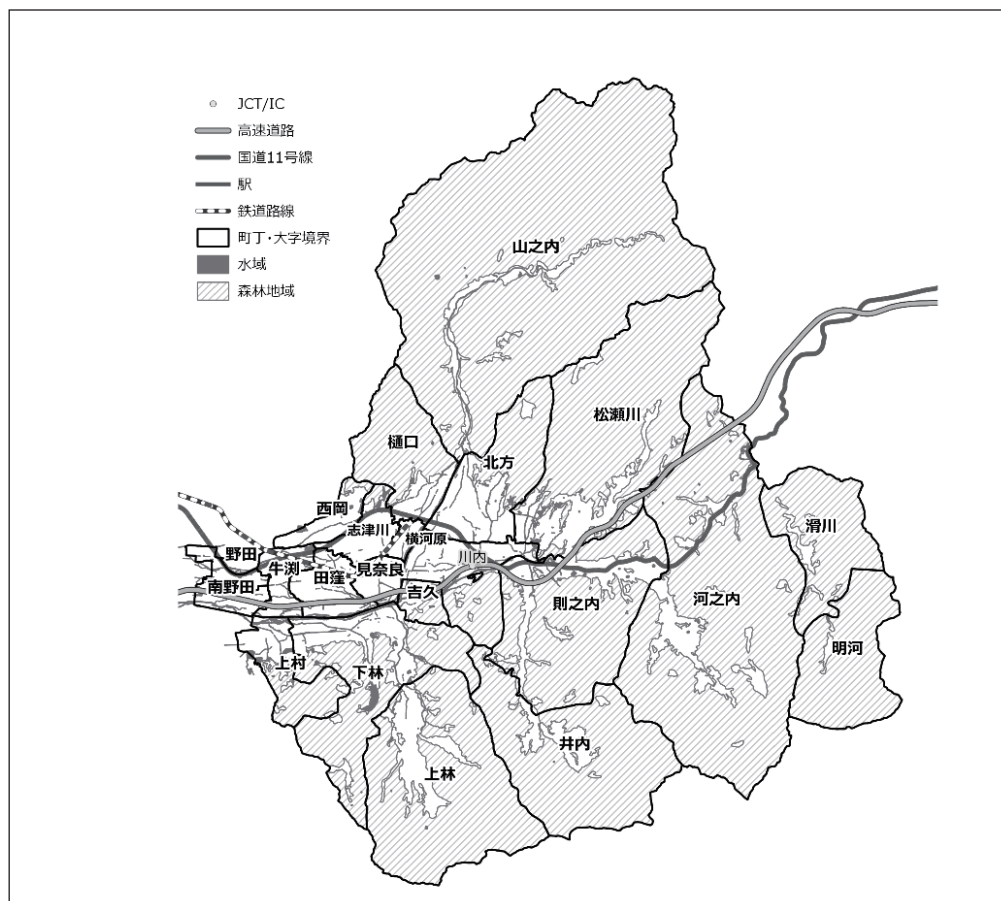 JCT/IC
高速道路
国道11号線
駅
鉄道路線
町丁・大字境界
水域
森林地域
山之内
松瀬川
樋口
北方
西岡
志津川
横河原
滑川
野田
牛渕
田窪
見奈良
川内
南野田
吉久
則之内
河之内
明河
上村
下林
井内
上林